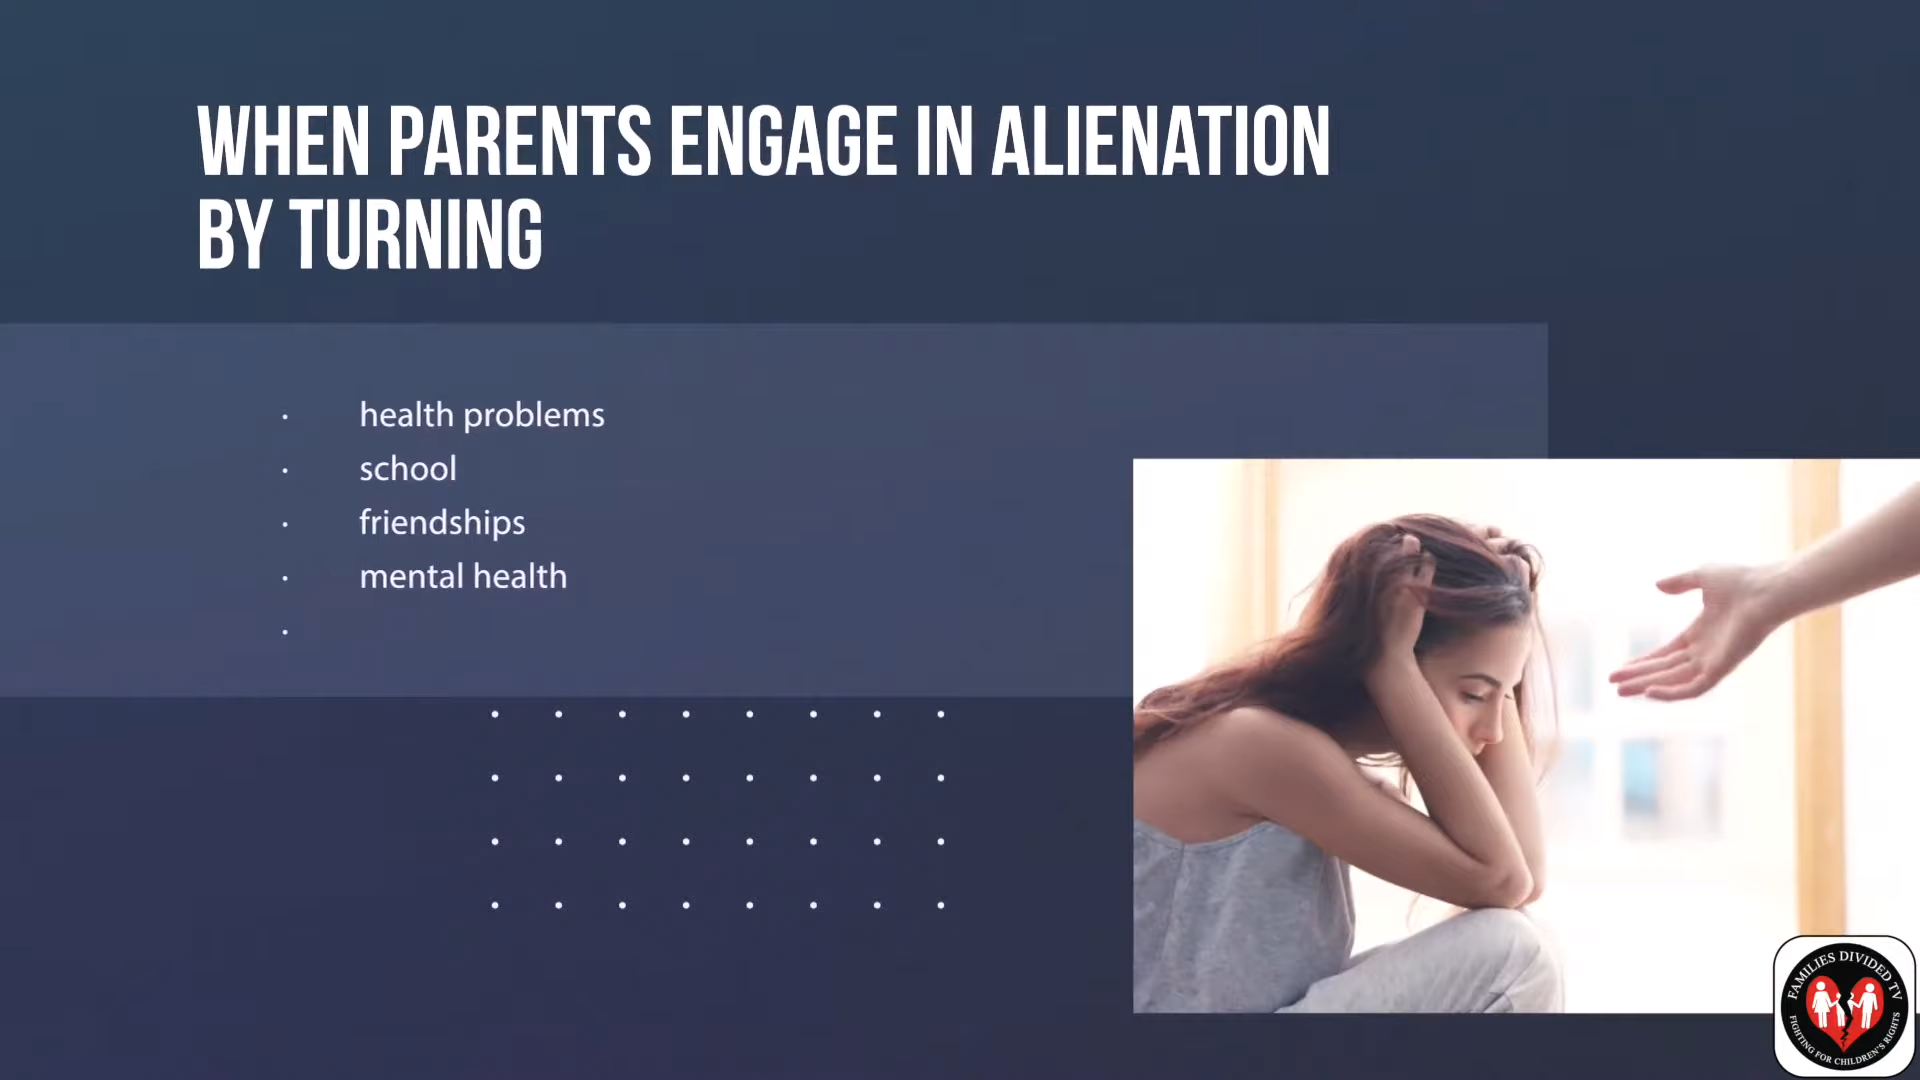 WHEN PARENTS ENGAGE IN ALIENATION
BY TURNING
· health problems
· school
· friendships
· mental health
·
FAMILIES DIVIDED TV
FIGHTING FOR CHILDREN'S RIGHTS